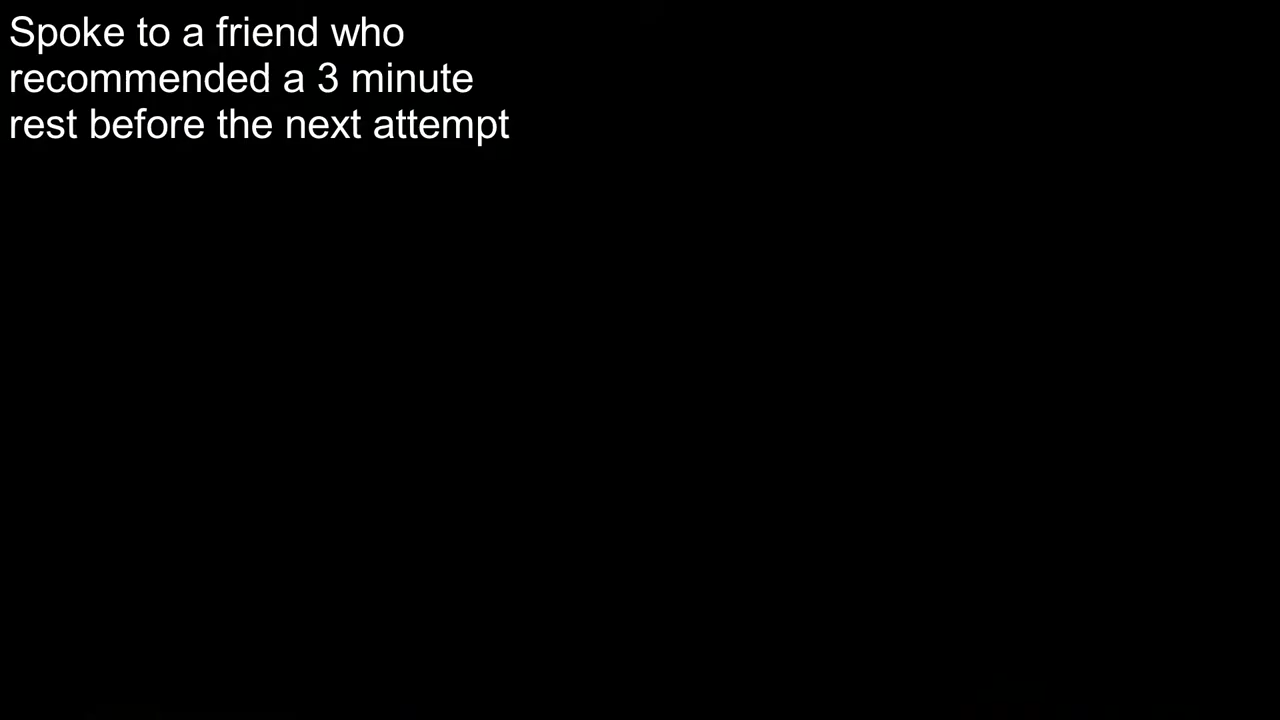 Spoke to a friend who
recommended a 3 minute
rest before the next attempt